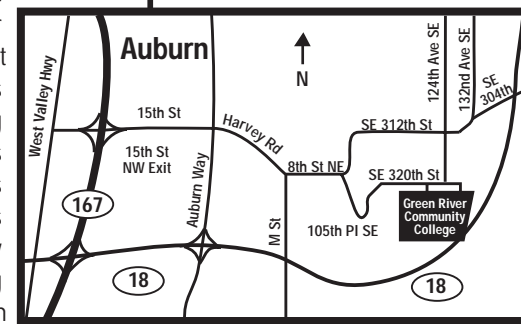 Auburn
N
West Valley Hwy
15th St
15th St
NW Exit
Auburn Way
Harvey Rd
8th St NE
M St
105th Pl SE
SE 312th St
SE 320th St
124th Ave SE
132nd Ave SE
SE
304th
Green River
Community
College
167
18
18